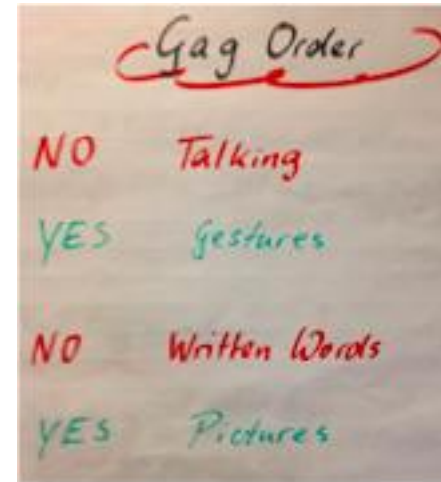 Gag Order
NO Talking
YES Gestures
NO Written Words
YES Pictures